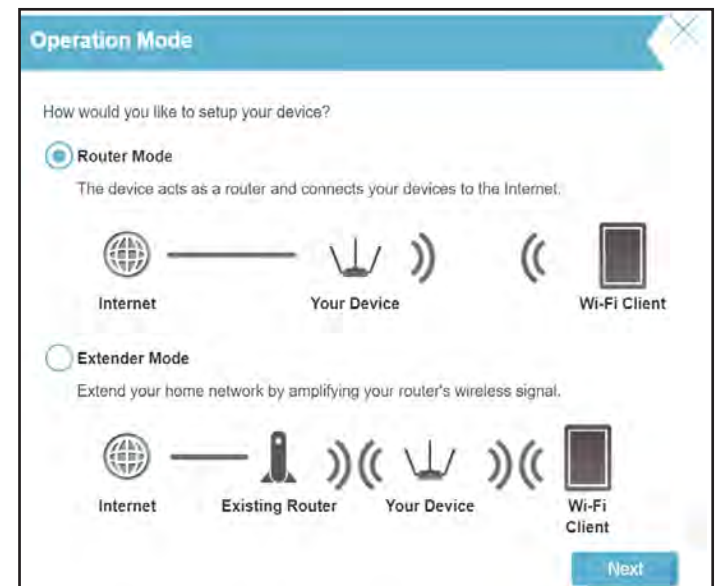 Operation Mode
How would you like to setup your device?
Router Mode
The device acts as a router and connects your devices to the Internet.
Internet Your Device Wi-Fi Client
Extender Mode
Extend your home network by amplifying your router's wireless signal.
Internet Existing Router Your Device Wi-Fi
Client
Next